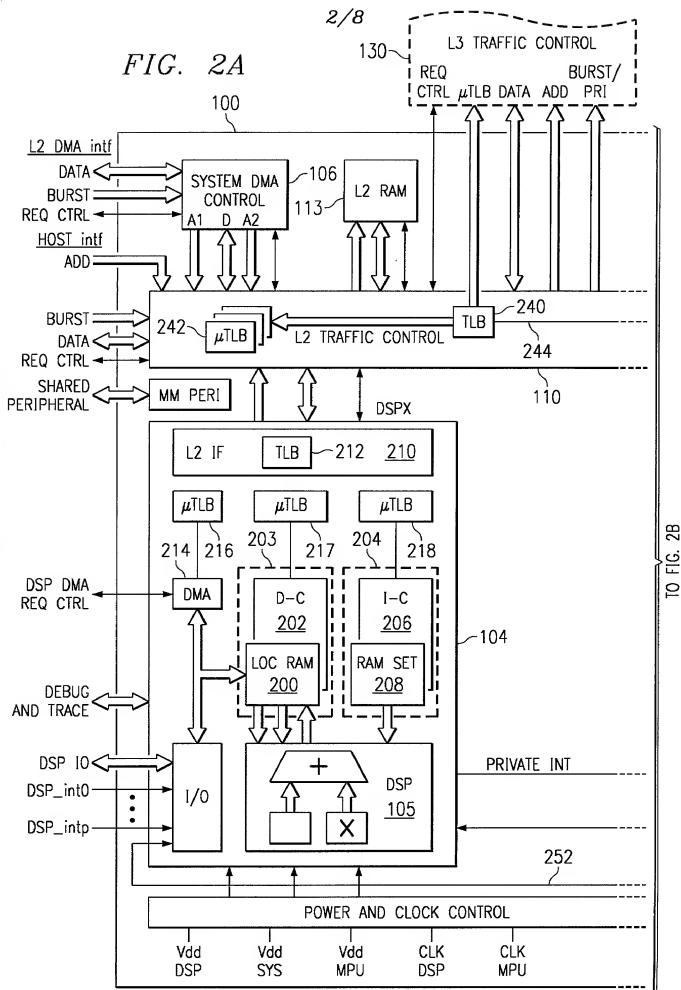 2/8
FIG. 2A
130
L3 TRAFFIC CONTROL
REQ CTRL
μTLB
DATA
ADD
BURST/ PRI
100
L2 DMA intf
DATA
BURST
REQ CTRL
SYSTEM DMA CONTROL
A1 D A2
106
L2 RAM
113
HOST intf
ADD
BURST
DATA
REQ CTRL
242
μTLB
L2 TRAFFIC CONTROL
TLB
240
244
110
SHARED PERIPHERAL
MM PERI
DSPX
L2 IF
TLB
212
210
μTLB
216
μTLB
217
μTLB
218
214
203
204
DSP DMA REQ CTRL
DMA
D-C
202
I-C
206
104
LOC RAM
200
RAM SET
208
DEBUG AND TRACE
DSP IO
DSP_int0
DSP_intp
I/O
+
X
DSP
105
PRIVATE INT
252
POWER AND CLOCK CONTROL
Vdd DSP
Vdd SYS
Vdd MPU
CLK DSP
CLK MPU
TO FIG. 2B